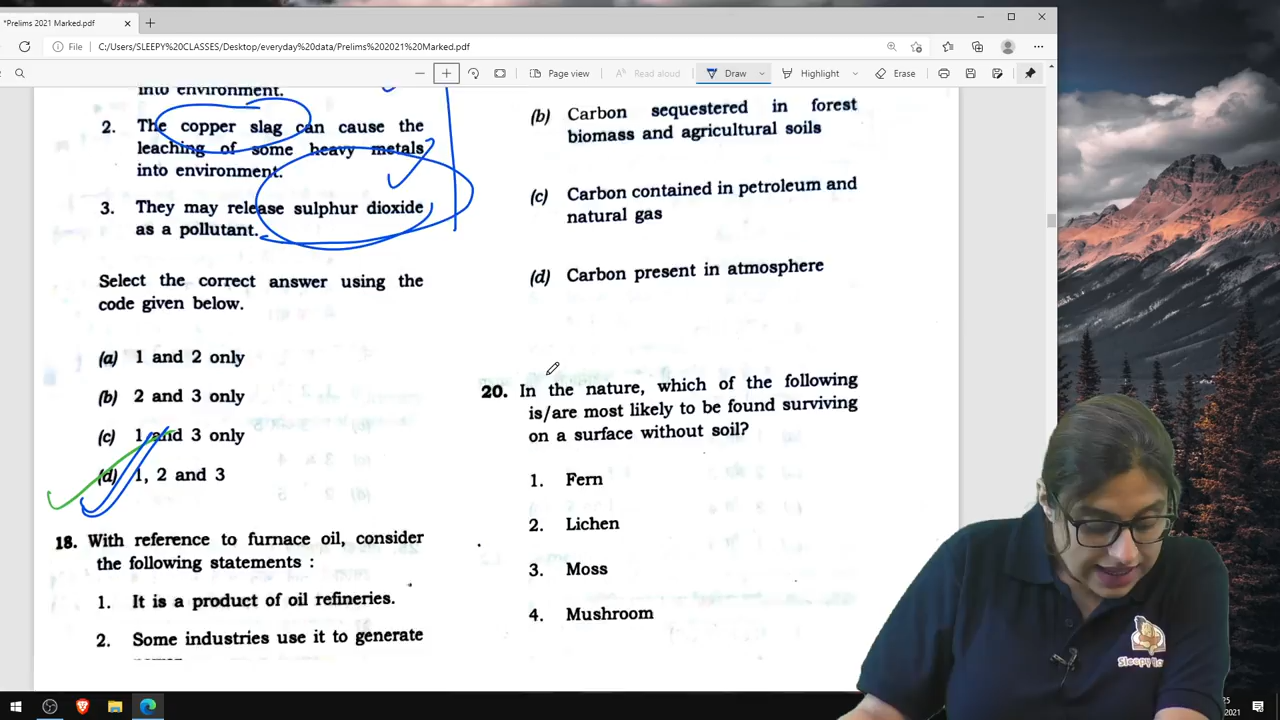 *Prelims 2021 Marked.pdf
File
C:/Users/SLEEPY%20CLASSES/Desktop/everyday%20data/Prelims%202021%20Marked.pdf
Page view
Read aloud
Draw
Highlight
Erase
into environment.
2. The copper slag can cause the
leaching of some heavy metals
into environment.
3. They may release sulphur dioxide
as a pollutant.
Select the correct answer using the
code given below.
(a) 1 and 2 only
(b) 2 and 3 only
(c) 1 and 3 only
(d) 1, 2 and 3
18. With reference to furnace oil, consider
the following statements :
1. It is a product of oil refineries.
2. Some industries use it to generate
(b) Carbon sequestered in forest
biomass and agricultural soils
(c) Carbon contained in petroleum and
natural gas
(d) Carbon present in atmosphere
20. In the nature, which of the following
is/are most likely to be found surviving
on a surface without soil?
1. Fern
2. Lichen
3. Moss
4. Mushroom